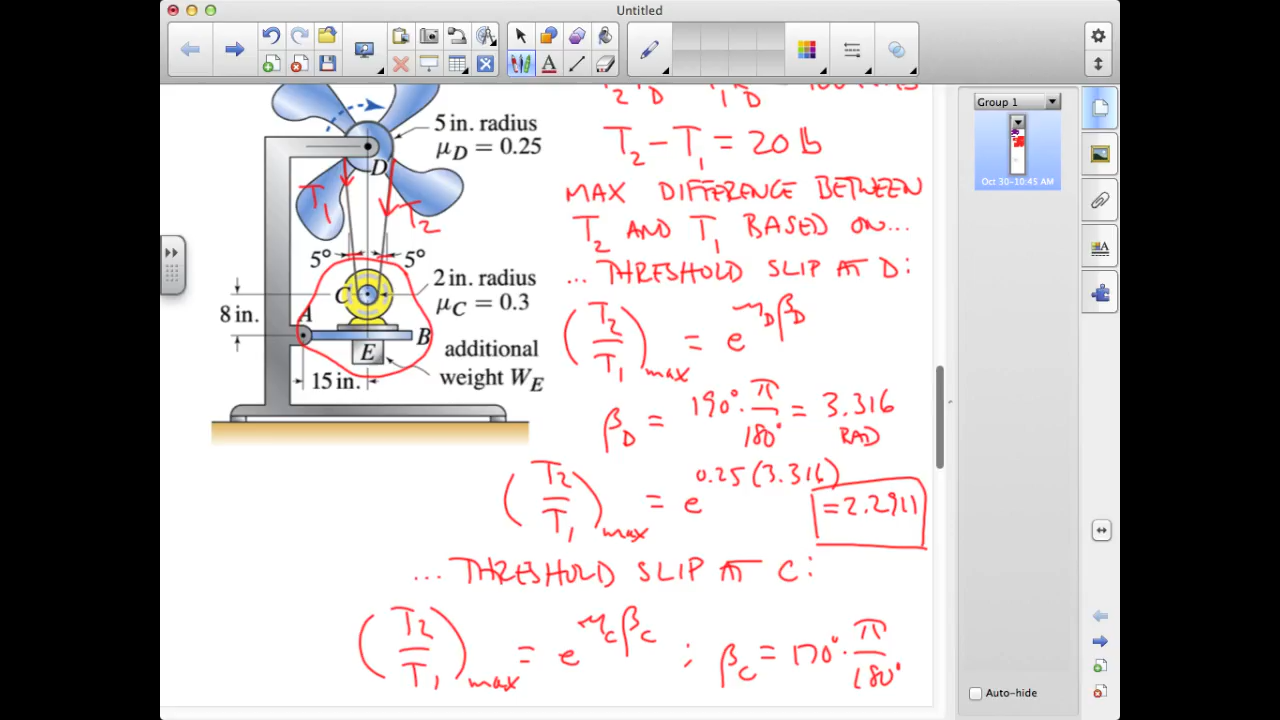 Untitled
Group 1
Oct 30-10:45 AM
Auto-hide
T₂ - T₁ = 20 lb
MAX DIFFERENCE BETWEEN
T₂ AND T₁ BASED ON...
... THRESHOLD SLIP AT D:
(T₂/T₁)max = e^μDβD
βD = 190° · π/180° = 3.316
RAD
(T₂/T₁)max = e^0.25(3.316) = 2.2911
... THRESHOLD SLIP AT C:
(T₂/T₁)max = e^μCβC ; βC = 170° · π/180°
5 in. radius
μD = 0.25
D
T₁
T₂
5° 5°
2 in. radius
C
μC = 0.3
8 in.
A
B
E
additional
weight WE
15 in.